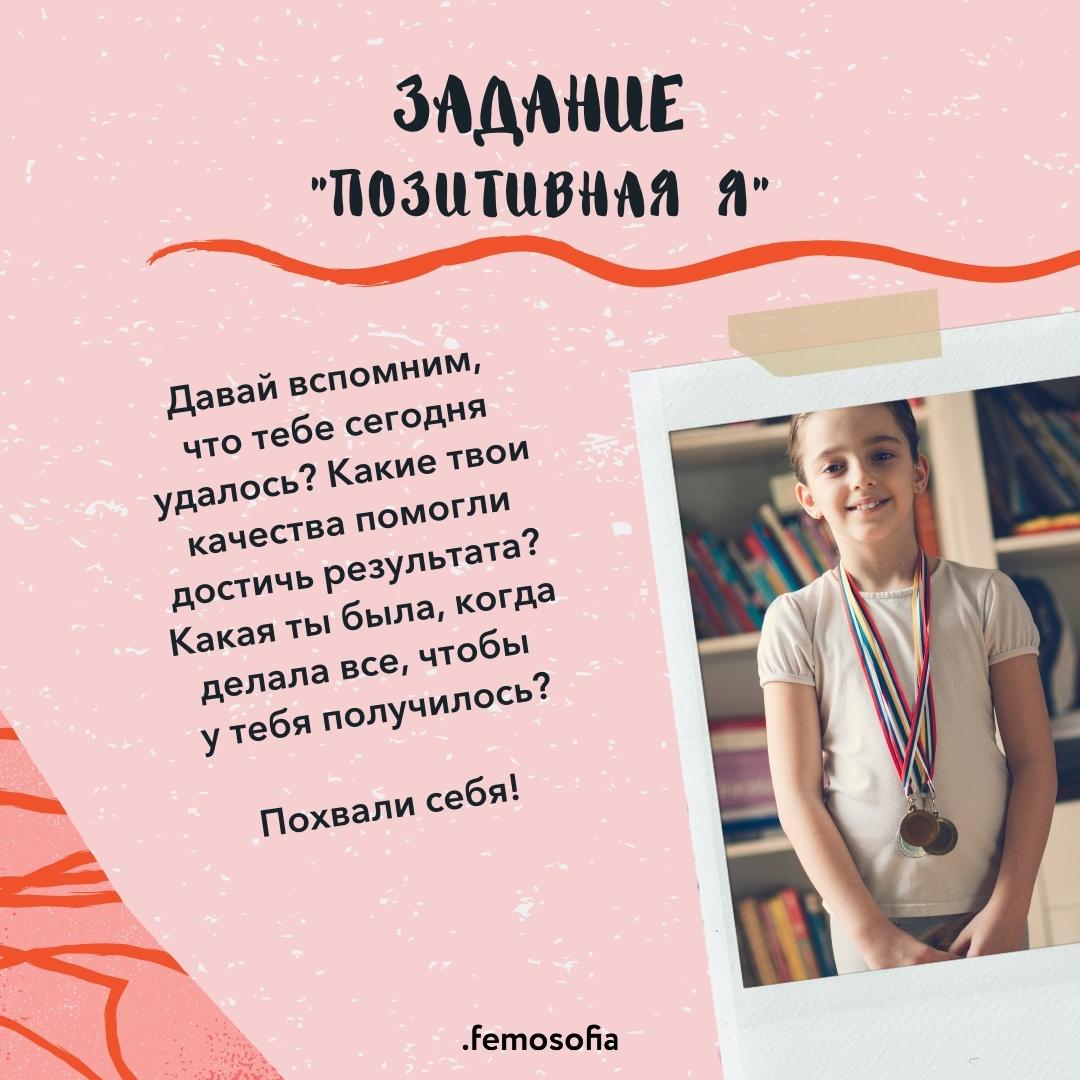 ЗАДАНИЕ
"ПОЗИТИВНАЯ Я"
Давай вспомним,
что тебе сегодня
удалось? Какие твои
качества помогли
достичь результата?
Какая ты была, когда
делала все, чтобы
у тебя получилось?
Похвали себя!
.femosofia